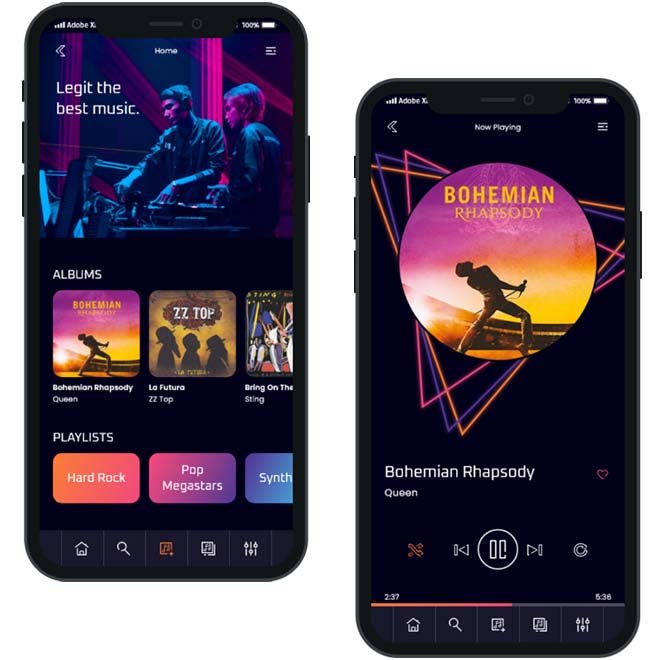 Adobe X
100%
Home
Legit the
best music.
ALBUMS
BOHEMIAN
RHAPSODY
ZZ TOP
LA FUTURA
STING
Bohemian Rhapsody
Queen
La Futura
ZZ Top
Bring On The
Sting
PLAYLISTS
Hard Rock
Pop
Megastars
Synth
Adobe X
100%
Now Playing
BOHEMIAN
RHAPSODY
Bohemian Rhapsody
Queen
2:37
5:36